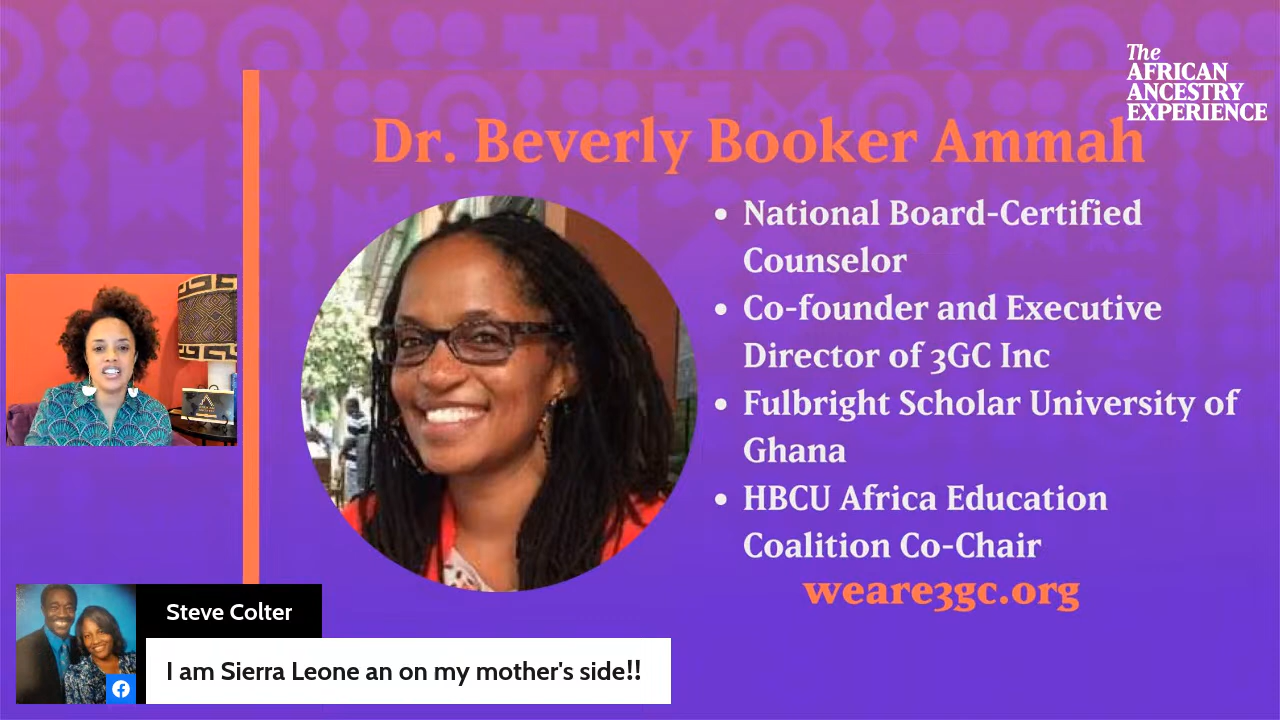 The
AFRICAN
ANCESTRY
EXPERIENCE
Dr. Beverly Booker Ammah
• National Board-Certified
Counselor
• Co-founder and Executive
Director of 3GC Inc
• Fulbright Scholar University of
Ghana
• HBCU Africa Education
Coalition Co-Chair
weare3gc.org
Steve Colter
I am Sierra Leone an on my mother's side!!